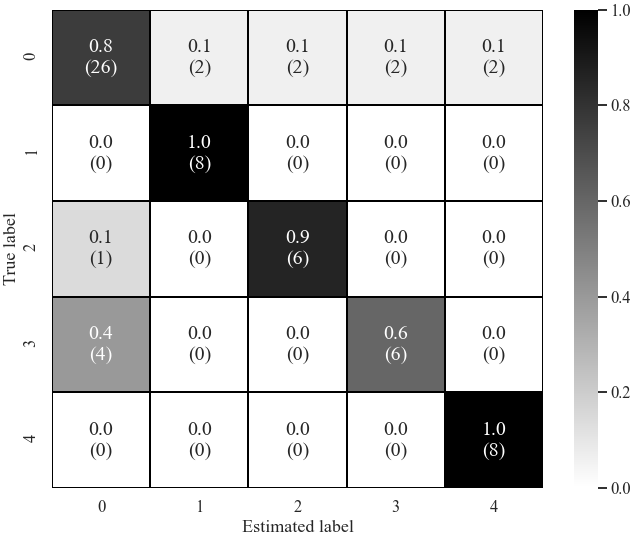 0.8 0.1 0.1 0.1 0.1
(26) (2) (2) (2) (2)
0.0 1.0 0.0 0.0 0.0
(0) (8) (0) (0) (0)
0.1 0.0 0.9 0.0 0.0
(1) (0) (6) (0) (0)
0.4 0.0 0.0 0.6 0.0
(4) (0) (0) (6) (0)
0.0 0.0 0.0 0.0 1.0
(0) (0) (0) (0) (8)
0
1
2
3
4
True label
0 1 2 3 4
Estimated label
1.0
0.8
0.6
0.4
0.2
0.0